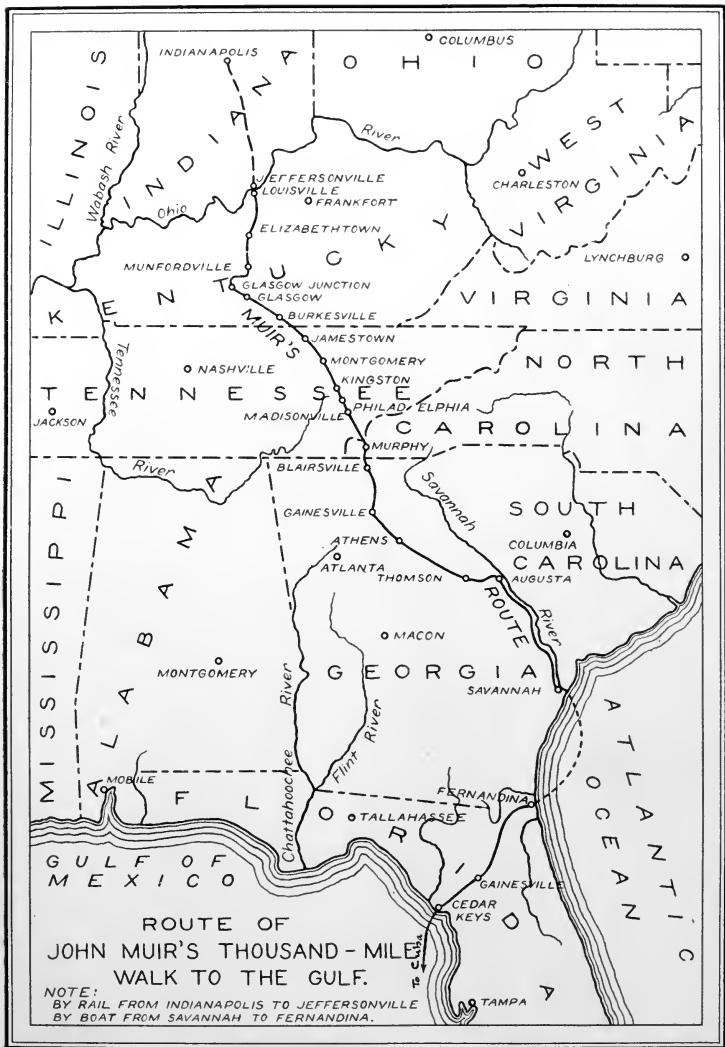 COLUMBUS
INDIANAPOLIS
OHIO
ILLINOIS
Wabash River
INDIANA
River
WEST
VIRGINIA
CHARLESTON
JEFFERSONVILLE
LOUISVILLE
FRANKFORT
Ohio
ELIZABETHTOWN
LYNCHBURG
MUNFORDVILLE
GLASGOW JUNCTION
GLASGOW
KENTUCKY
VIRGINIA
BURKESVILLE
MUIR'S
JAMESTOWN
MONTGOMERY
NORTH
CAROLINA
Tennessee
NASHVILLE
KINGSTON
TENNESSEE
PHILADELPHIA
JACKSON
MADISONVILLE
MURPHY
River
BLAIRSVILLE
Savannah
SOUTH
CAROLINA
GAINESVILLE
ATHENS
COLUMBIA
ATLANTA
THOMSON
AUGUSTA
ROUTE
River
MACON
MISSISSIPPI
ALABAMA
MONTGOMERY
GEORGIA
SAVANNAH
River
Flint River
Chattahoochee
ATLANTIC
OCEAN
MOBILE
FERNANDINA
FLORIDA
TALLAHASSEE
GULF OF
MEXICO
GAINESVILLE
CEDAR
KEYS
To Cuba
ROUTE OF
JOHN MUIR'S THOUSAND-MILE
WALK TO THE GULF.
NOTE:
BY RAIL FROM INDIANAPOLIS TO JEFFERSONVILLE
BY BOAT FROM SAVANNAH TO FERNANDINA.
TAMPA